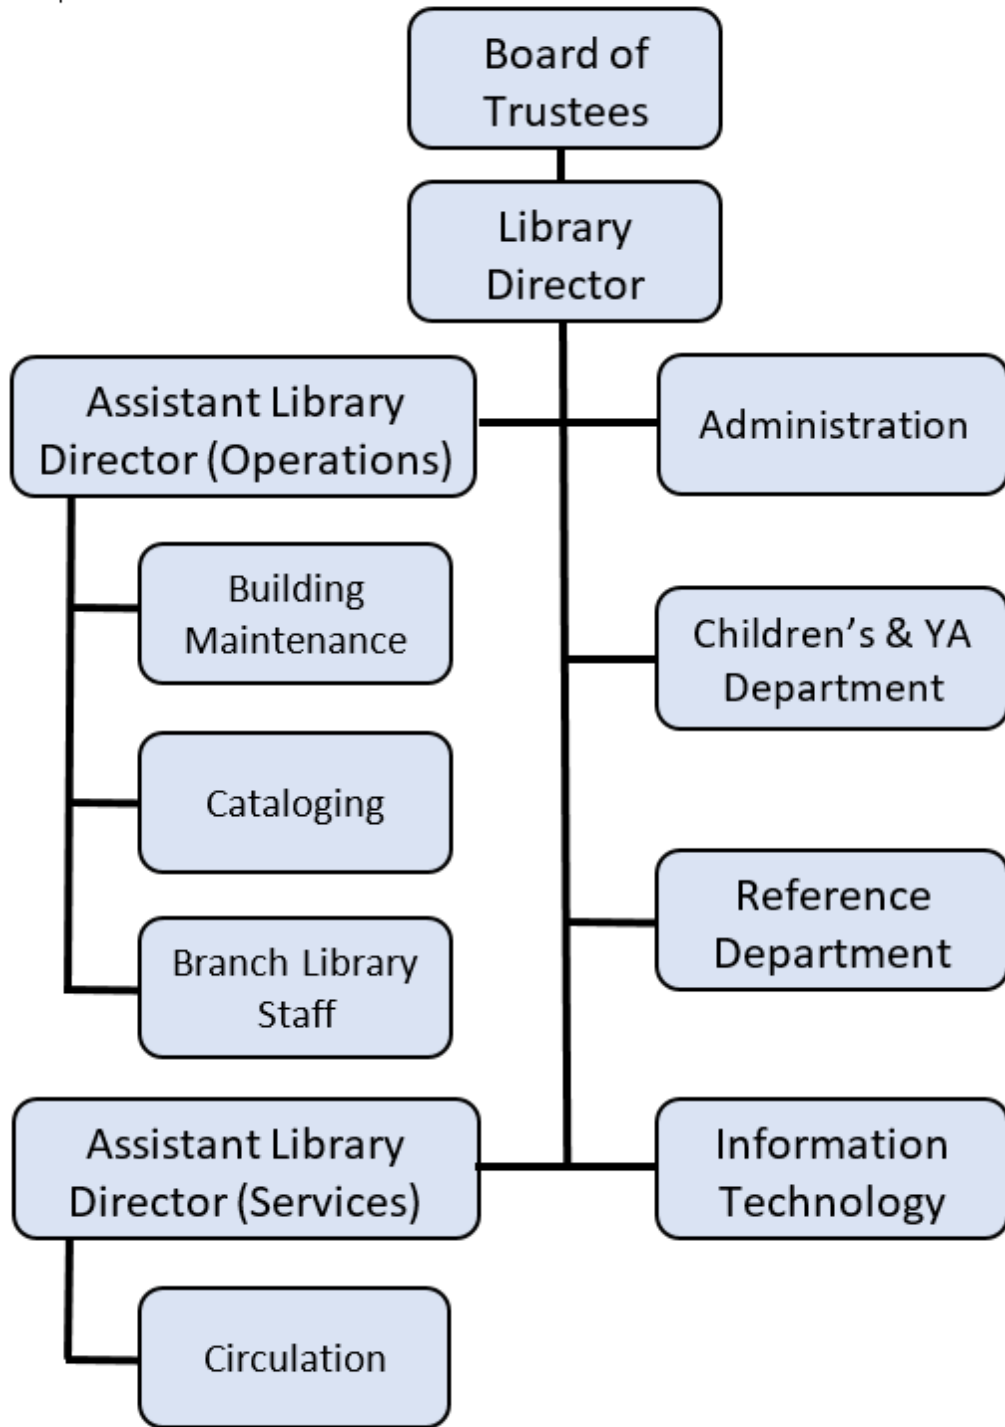 Board of
Trustees
Library
Director
Assistant Library
Director (Operations)
Administration
Building
Maintenance
Children’s & YA
Department
Cataloging
Reference
Department
Branch Library
Staff
Assistant Library
Director (Services)
Information
Technology
Circulation